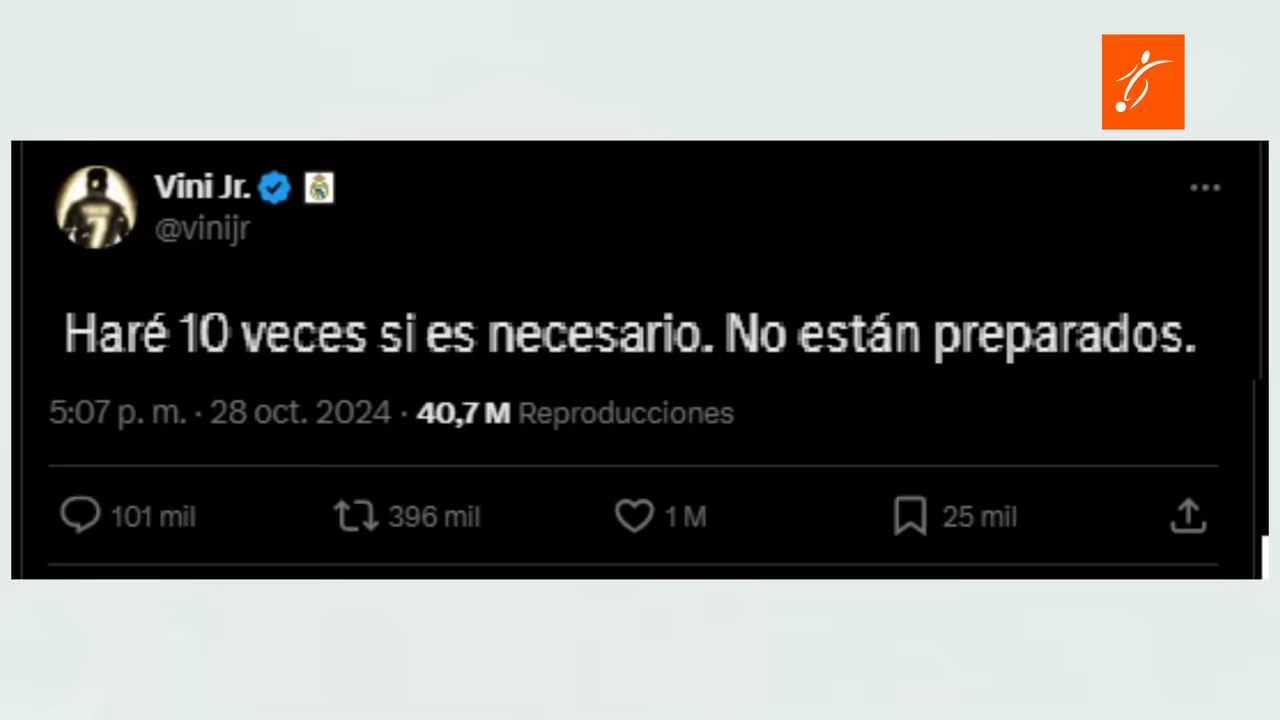 Vini Jr.
@vinijr
Haré 10 veces si es necesario. No están preparados.
5:07 p. m. · 28 oct. 2024 · 40,7 M Reproducciones
101 mil 396 mil 1 M 25 mil